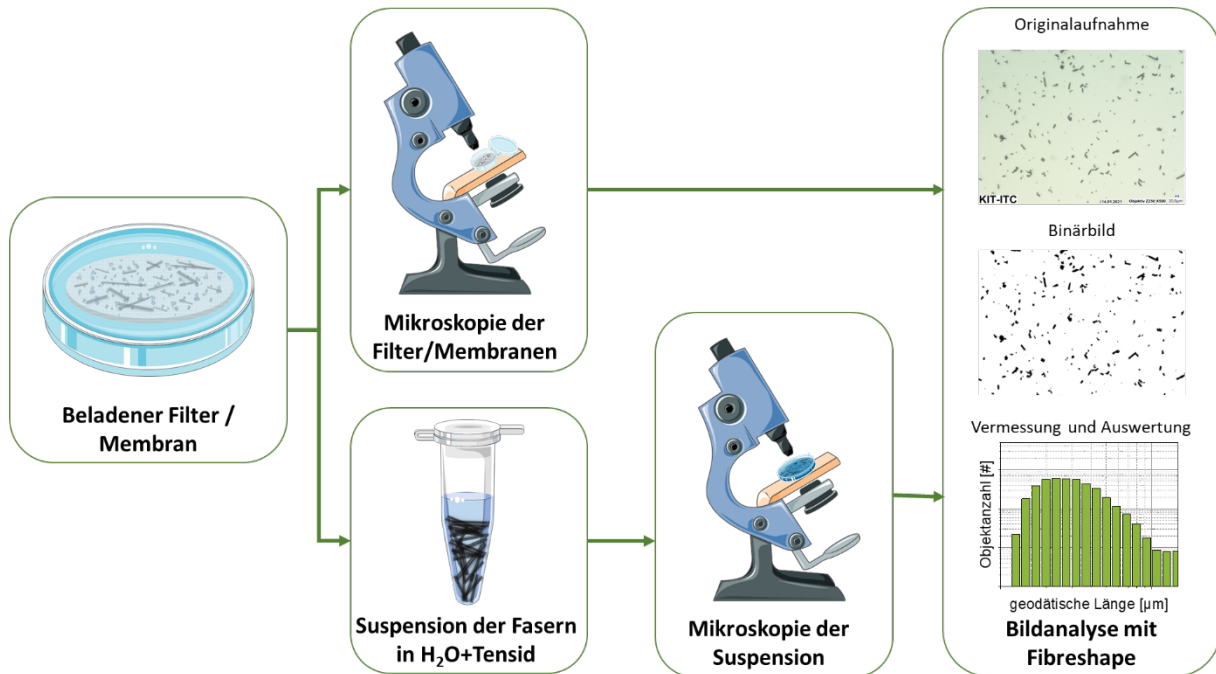 Beladener Filter /
Membran
Mikroskopie der
Filter/Membranen
Suspension der Fasern
in H₂O+Tensid
Mikroskopie der
Suspension
Originalaufnahme
KIT-ITC
Binärbild
Vermessung und Auswertung
Objektanzahl [#]
geodätische Länge [µm]
Bildanalyse mit
Fibreshape